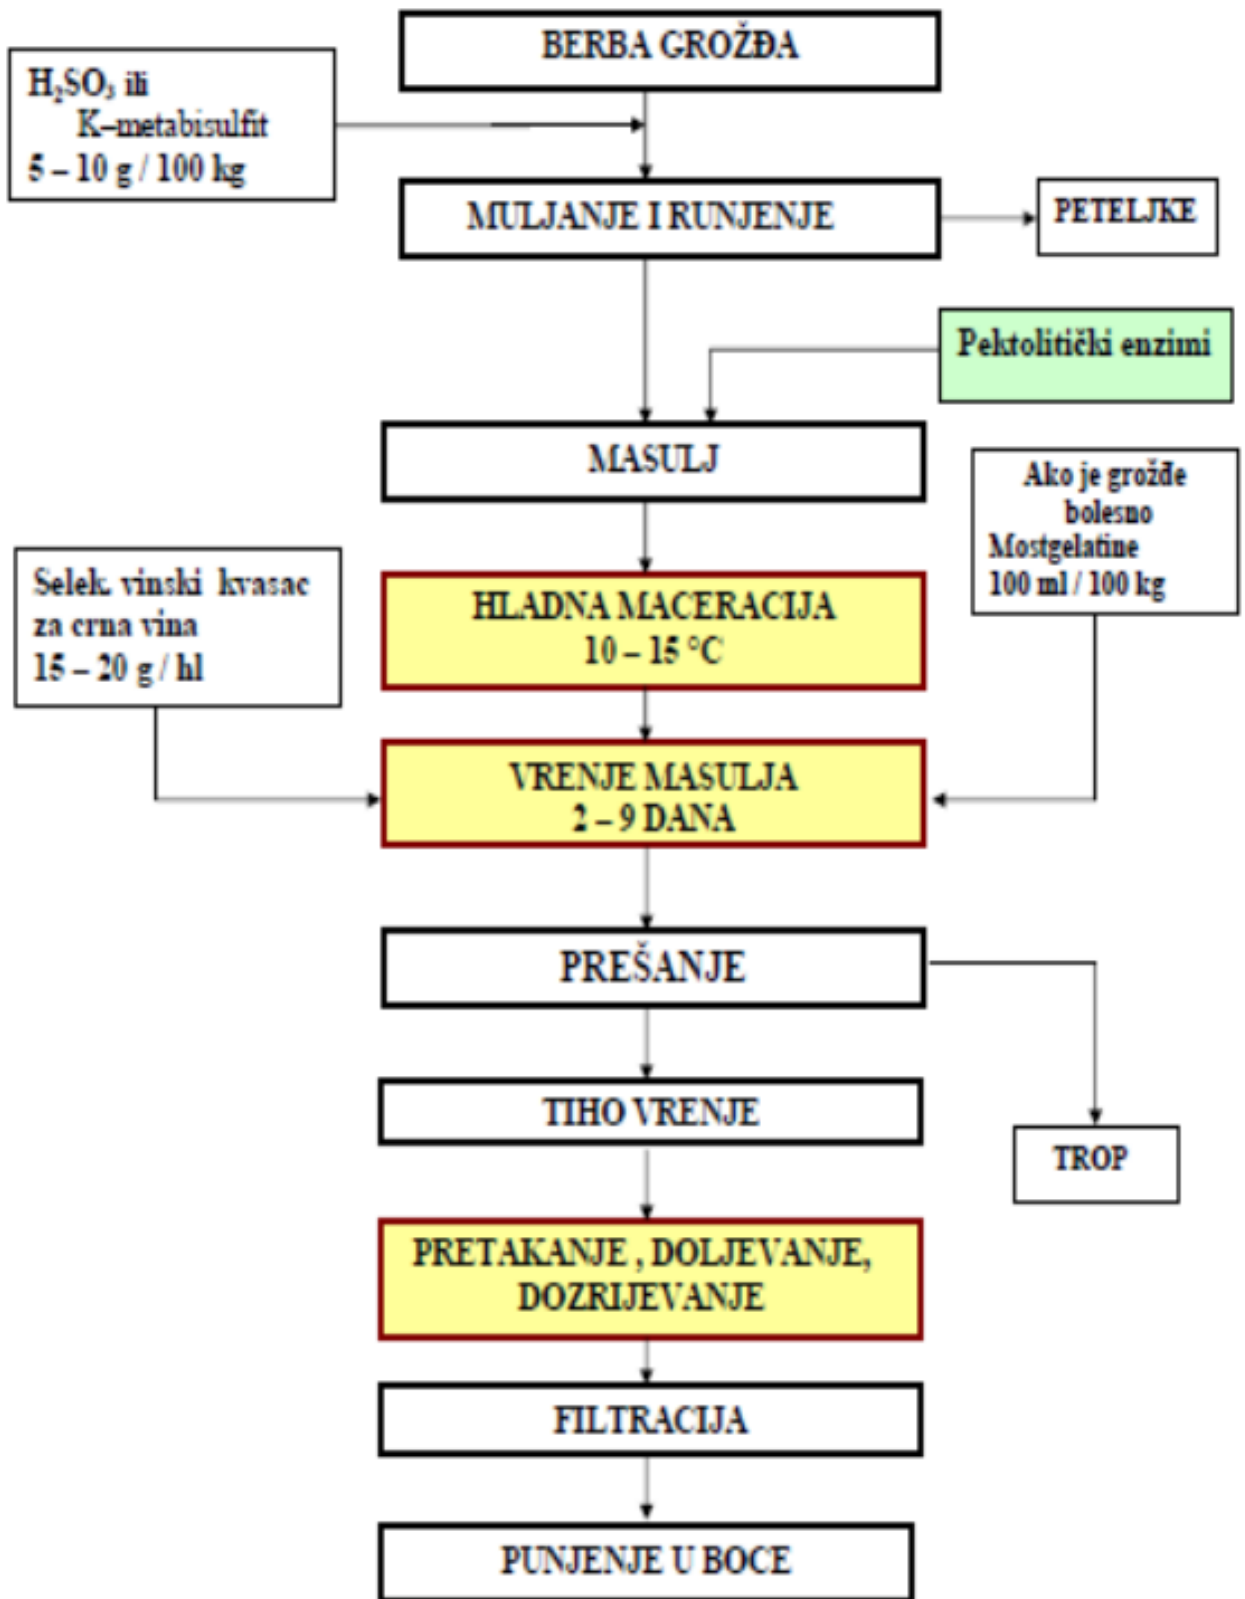 BERBA GROŽĐA
H₂SO₃ ili
K–metabisulfit
5 – 10 g / 100 kg
MULJANJE I RUNJENJE
PETELJKE
Pektolitički enzimi
MASULJ
Ako je grožđe
bolesno
Mostgelatine
100 ml / 100 kg
Selek. vinski kvasac
za crna vina
15 – 20 g / hl
HLADNA MACERACIJA
10 – 15 °C
VRENJE MASULJA
2 – 9 DANA
PREŠANJE
TIHO VRENJE
TROP
PRETAKANJE , DOLJEVANJE,
DOZRIJEVANJE
FILTRACIJA
PUNJENJE U BOCE